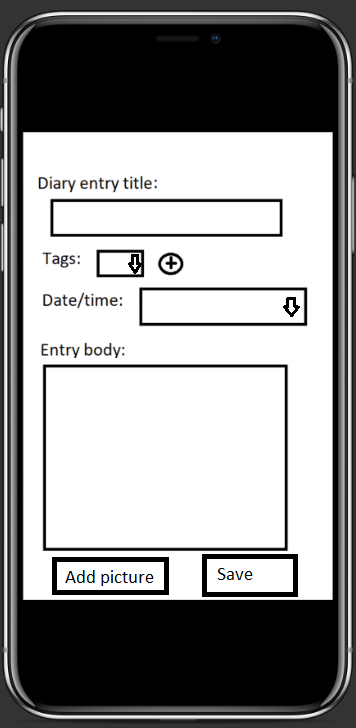 Diary entry title:
Tags:
Date/time:
Entry body:
Add picture
Save